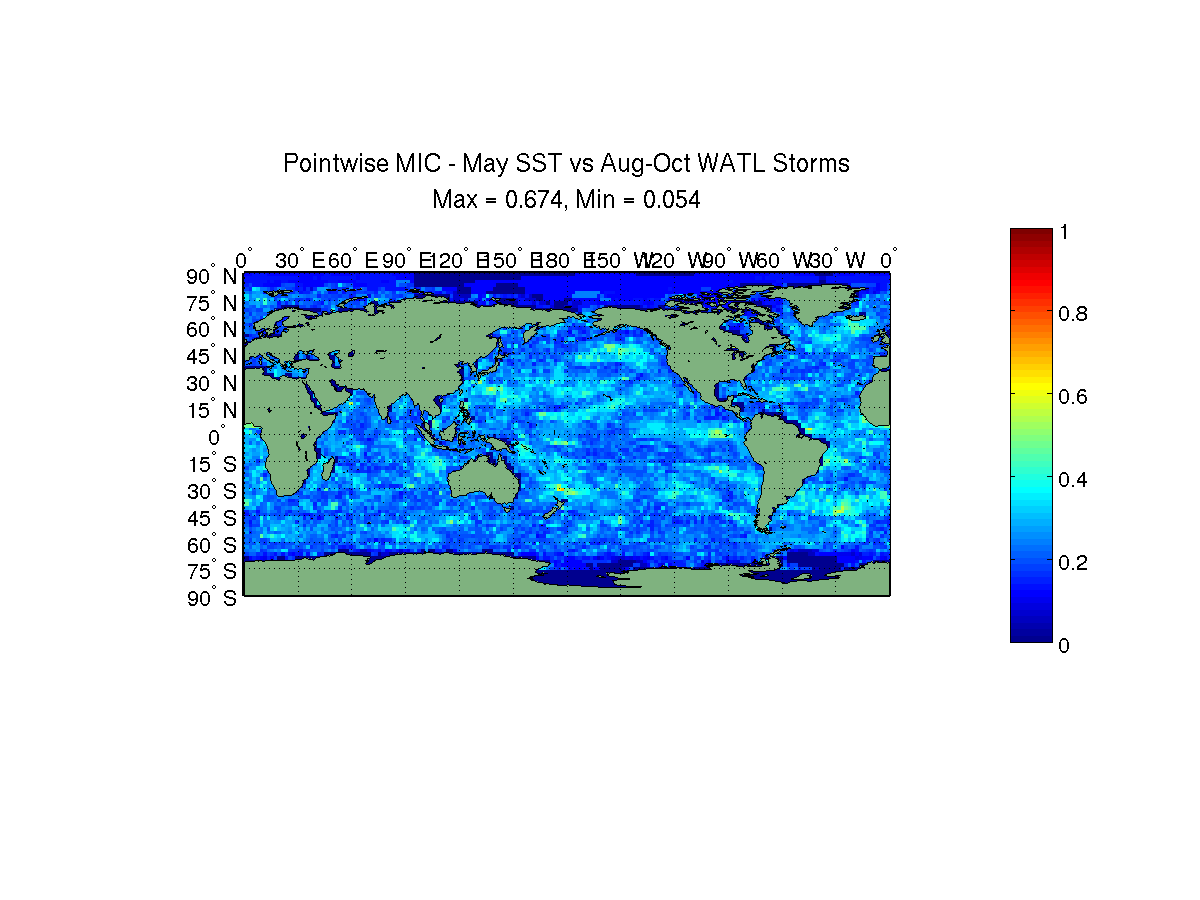 Pointwise MIC - May SST vs Aug-Oct WATL Storms
Max = 0.674, Min = 0.054
0° 30° E 60° E 90° E 120° E 150° E 180° E 150° W 120° W 90° W 60° W 30° W 0°
90° N
75° N
60° N
45° N
30° N
15° N
0°
15° S
30° S
45° S
60° S
75° S
90° S
1
0.8
0.6
0.4
0.2
0